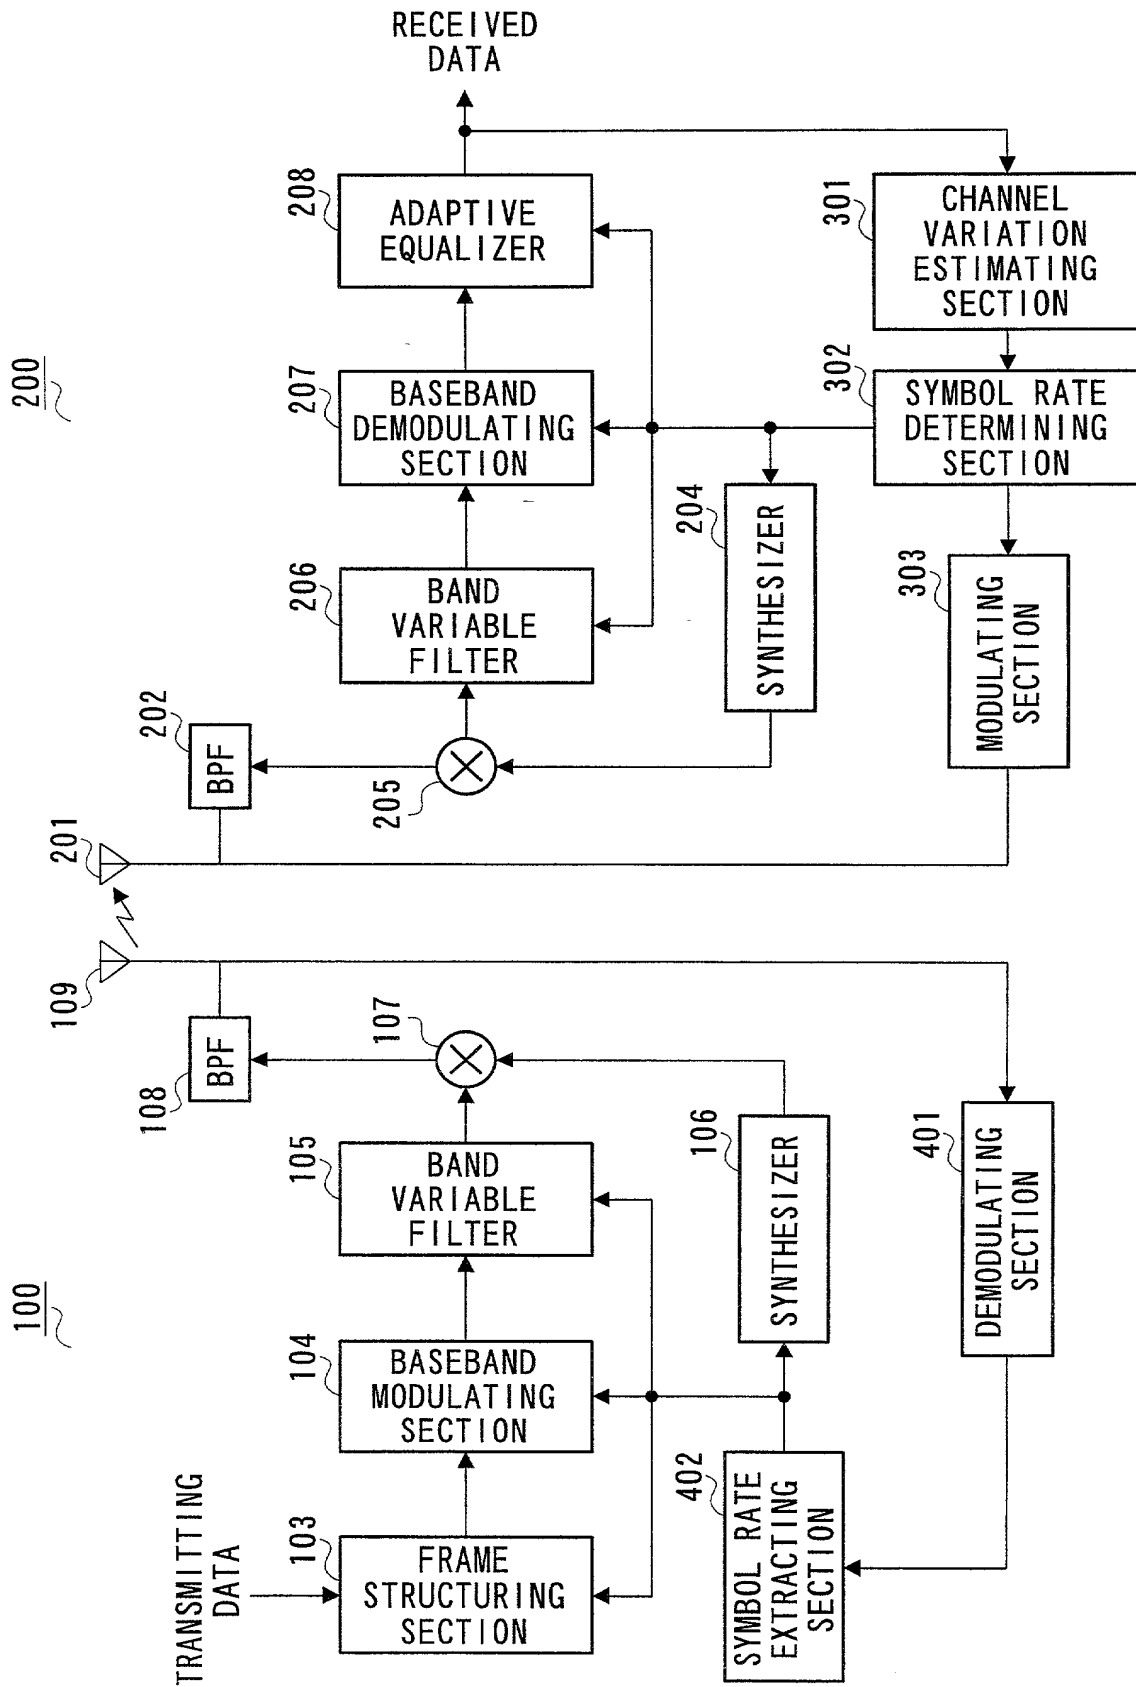 100
TRANSMITTING
DATA
103
FRAME
STRUCTURING
SECTION
104
BASEBAND
MODULATING
SECTION
105
BAND
VARIABLE
FILTER
107
108
BPF
109
106
SYNTHESIZER
402
SYMBOL RATE
EXTRACTING
SECTION
401
DEMODULATING
SECTION
200
201
202
BPF
205
206
BAND
VARIABLE
FILTER
207
BASEBAND
DEMODULATING
SECTION
208
ADAPTIVE
EQUALIZER
RECEIVED
DATA
204
SYNTHESIZER
303
MODULATING
SECTION
302
SYMBOL RATE
DETERMINING
SECTION
301
CHANNEL
VARIATION
ESTIMATING
SECTION